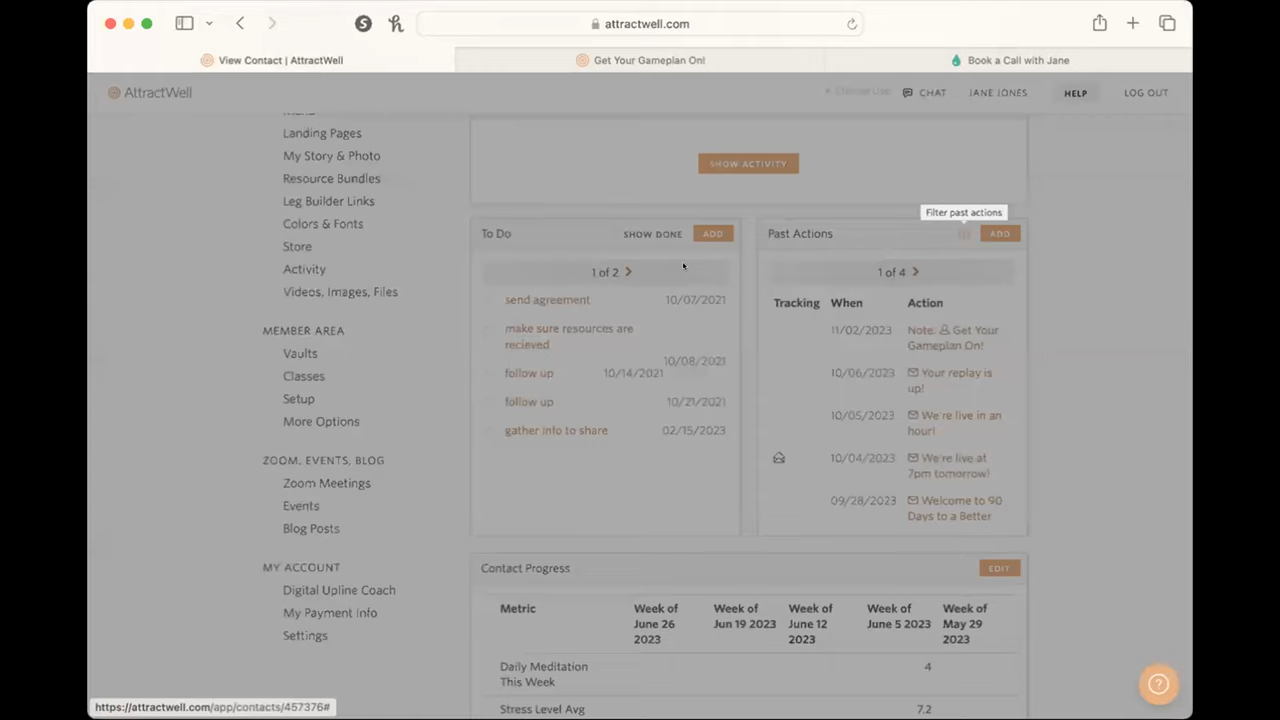 attractwell.com
View Contact | AttractWell
Get Your Gameplan On!
Book a Call with Jane
AttractWell
CHAT
JANE JONES
HELP
LOG OUT
Landing Pages
My Story & Photo
Resource Bundles
Leg Builder Links
Colors & Fonts
Store
Activity
Videos, Images, Files
MEMBER AREA
Vaults
Classes
Setup
More Options
ZOOM, EVENTS, BLOG
Zoom Meetings
Events
Blog Posts
MY ACCOUNT
Digital Upline Coach
My Payment Info
Settings
SHOW ACTIVITY
To Do
SHOW DONE
ADD
1 of 2
send agreement 10/07/2021
make sure resources are
recieved
10/08/2021
follow up 10/14/2021
follow up 10/21/2021
gather info to share 02/15/2023
Filter past actions
Past Actions
ADD
1 of 4
Tracking When Action
11/02/2023 Note: Get Your
Gameplan On!
10/06/2023 Your replay is
up!
10/05/2023 We're live in an
hour!
10/04/2023 We're live at
7pm tomorrow!
09/28/2023 Welcome to 90
Days to a Better
Contact Progress
EDIT
Metric
Week of
June 26
2023
Week of
Jun 19 2023
Week of
June 12
2023
Week of
June 5 2023
Week of
May 29
2023
Daily Meditation
This Week
4
Stress Level Avg 7.2
https://attractwell.com/app/contacts/457376#
?